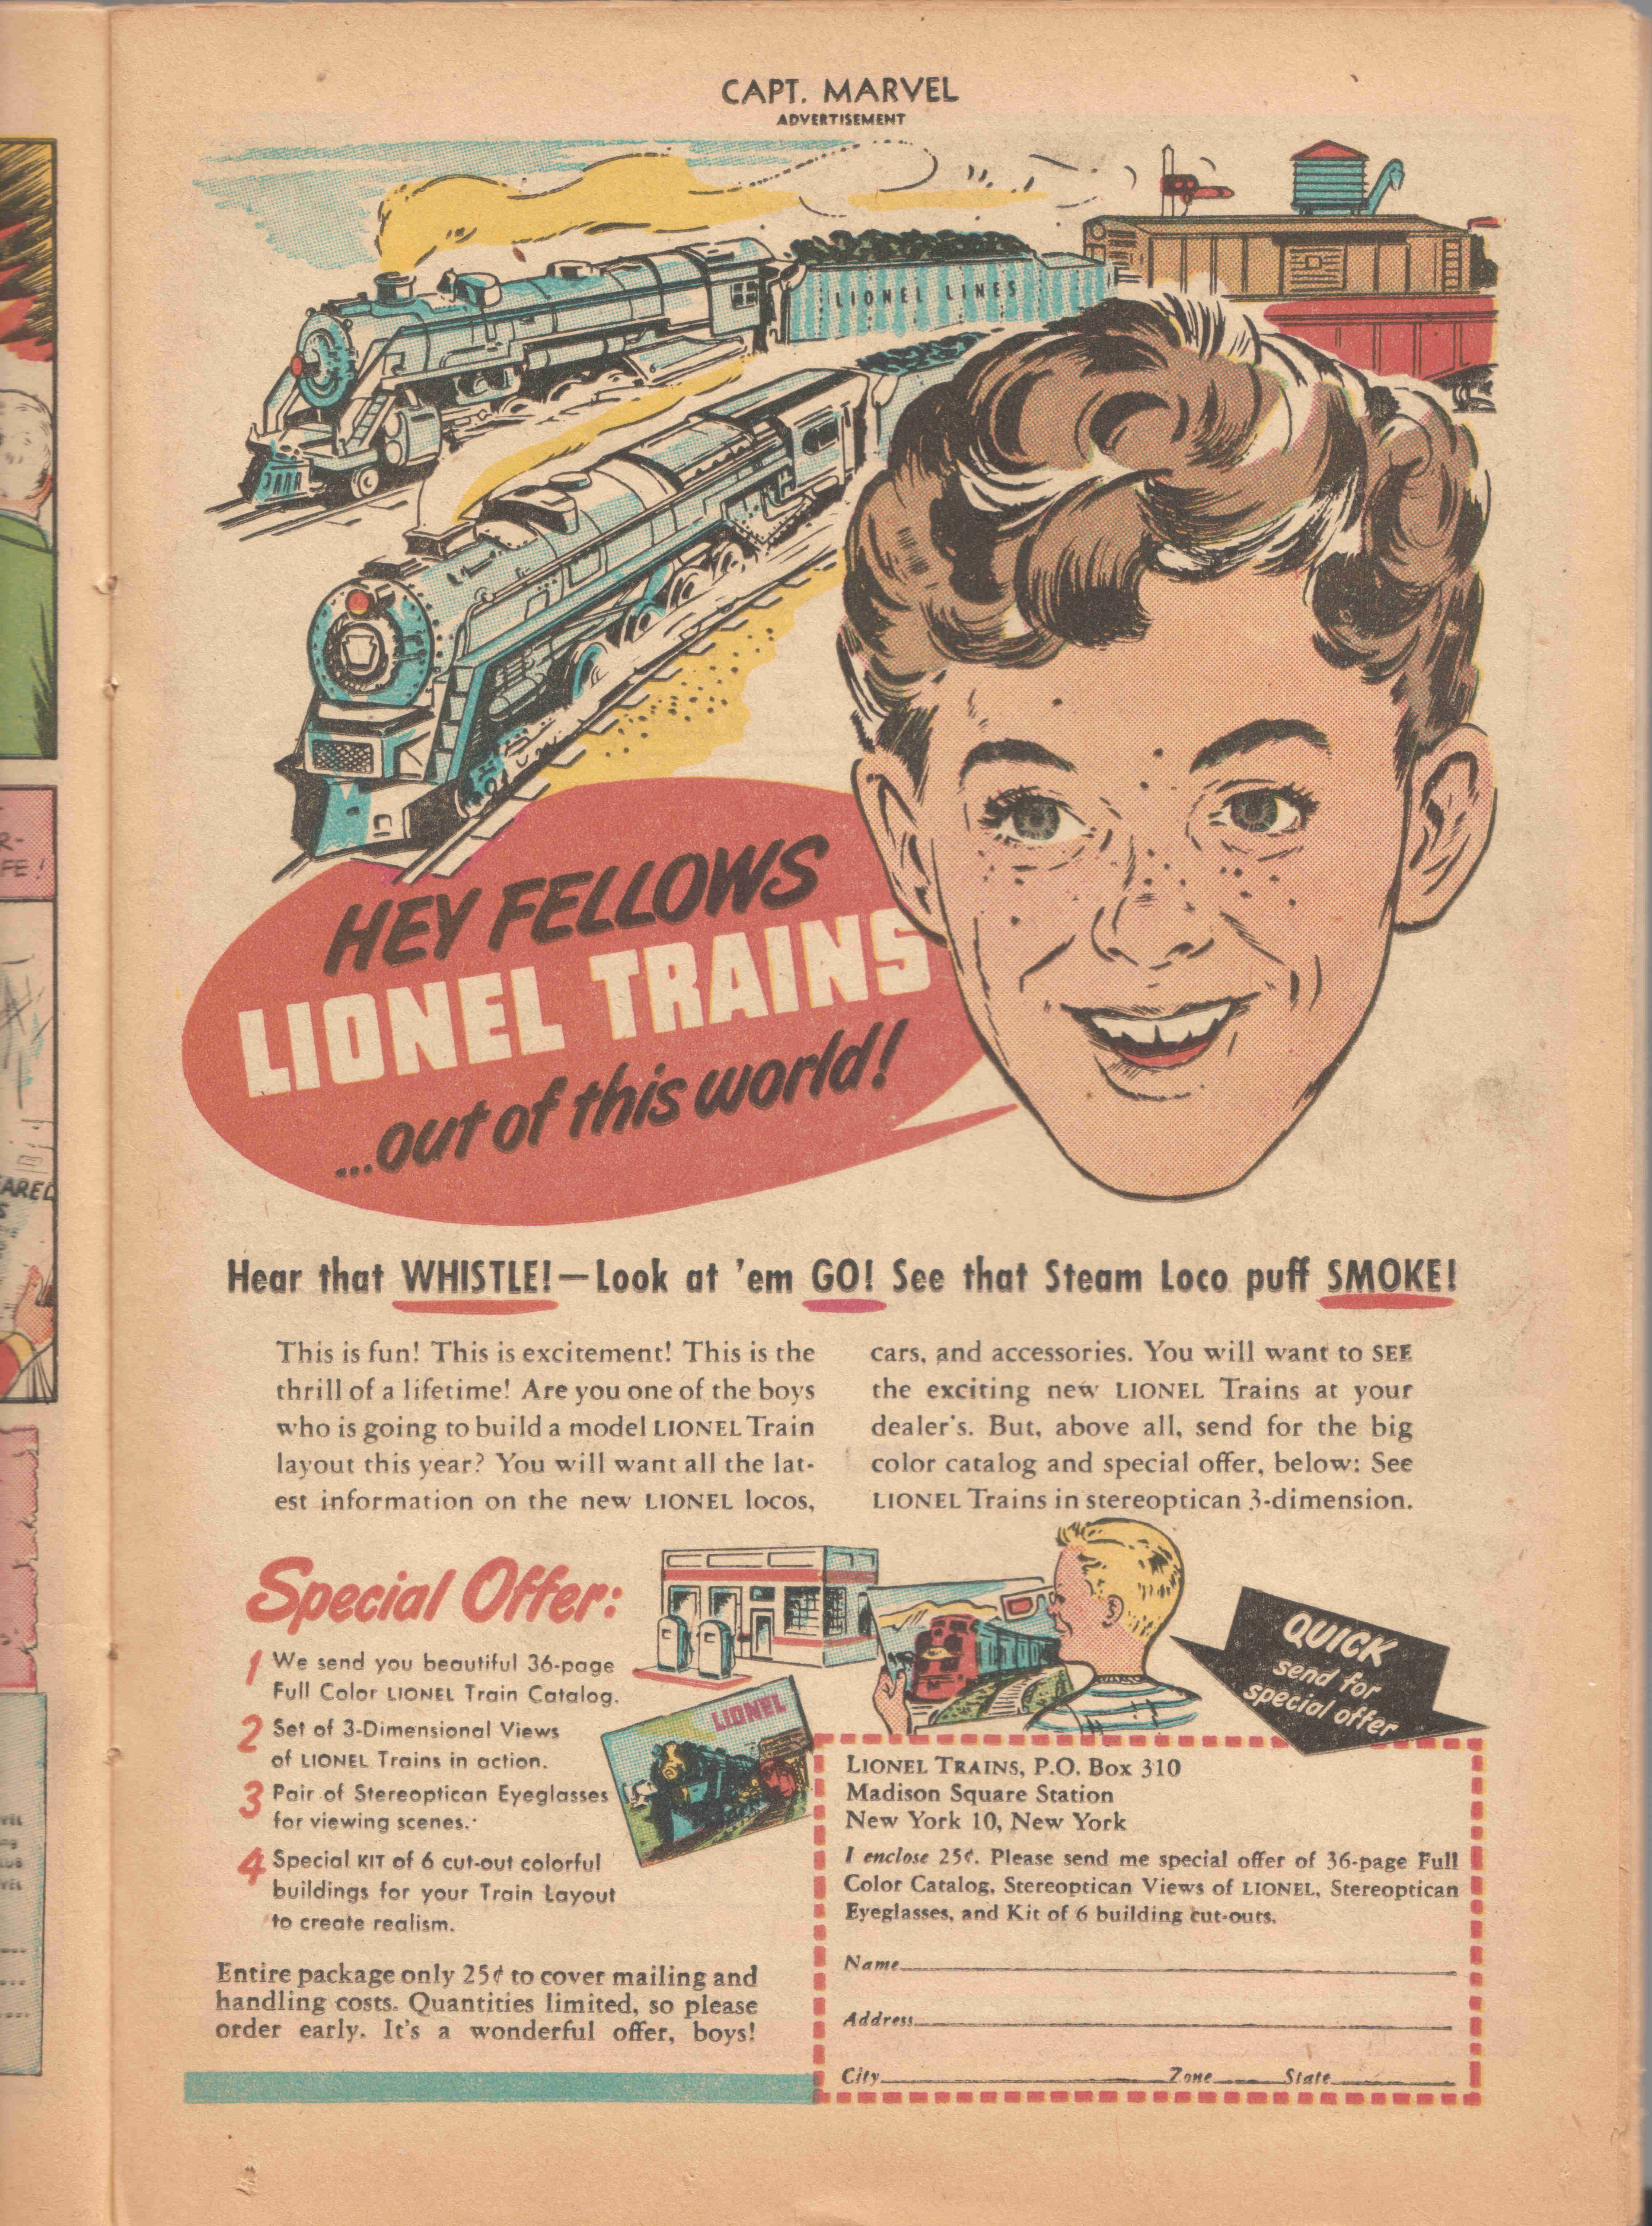 CAPT. MARVEL
ADVERTISEMENT
LIONEL LINES
HEY FELLOWS
LIONEL TRAINS
...out of this world!
Hear that WHISTLE!—Look at 'em GO! See that Steam Loco puff SMOKE!
This is fun! This is excitement! This is the
thrill of a lifetime! Are you one of the boys
who is going to build a model LIONEL Train
layout this year? You will want all the lat-
est information on the new LIONEL locos,
cars, and accessories. You will want to SEE
the exciting new LIONEL Trains at your
dealer's. But, above all, send for the big
color catalog and special offer, below: See
LIONEL Trains in stereoptican 3-dimension.
Special Offer:
1 We send you beautiful 36-page
Full Color LIONEL Train Catalog.
2 Set of 3-Dimensional Views
of LIONEL Trains in action.
3 Pair of Stereoptican Eyeglasses
for viewing scenes.
4 Special KIT of 6 cut-out colorful
buildings for your Train Layout
to create realism.
Entire package only 25¢ to cover mailing and
handling costs. Quantities limited, so please
order early. It's a wonderful offer, boys!
LIONEL
QUICK
send for
special offer
LIONEL TRAINS, P.O. Box 310
Madison Square Station
New York 10, New York
I enclose 25¢. Please send me special offer of 36-page Full
Color Catalog, Stereoptican Views of LIONEL, Stereoptican
Eyeglasses, and Kit of 6 building cut-outs.
Name
Address
City Zone State
R-
FE!